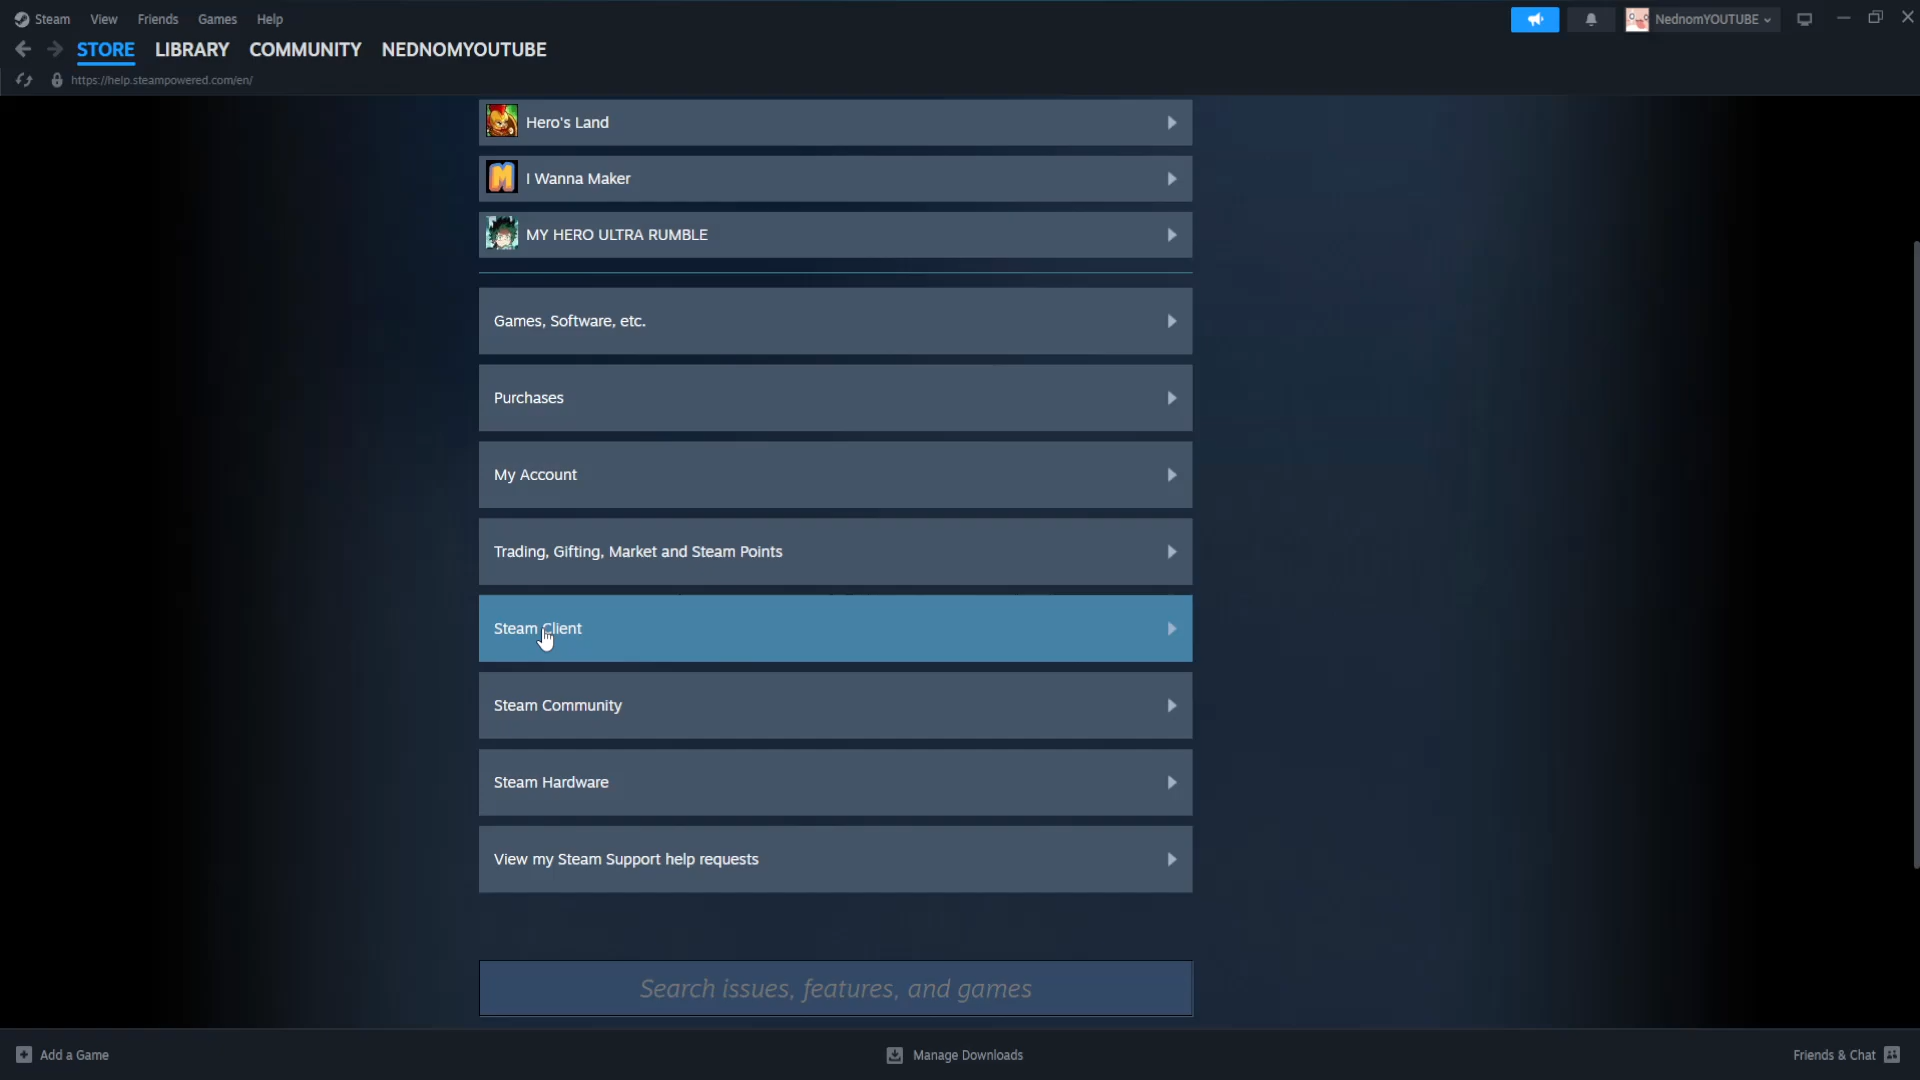 Steam View Friends Games Help NednomYOUTUBE
STORE LIBRARY COMMUNITY NEDNOMYOUTUBE
https://help.steampowered.com/en/
Hero's Land
M I Wanna Maker
MY HERO ULTRA RUMBLE
Games, Software, etc.
Purchases
My Account
Trading, Gifting, Market and Steam Points
Steam Client
Steam Community
Steam Hardware
View my Steam Support help requests
Search issues, features, and games
Add a Game Manage Downloads Friends & Chat